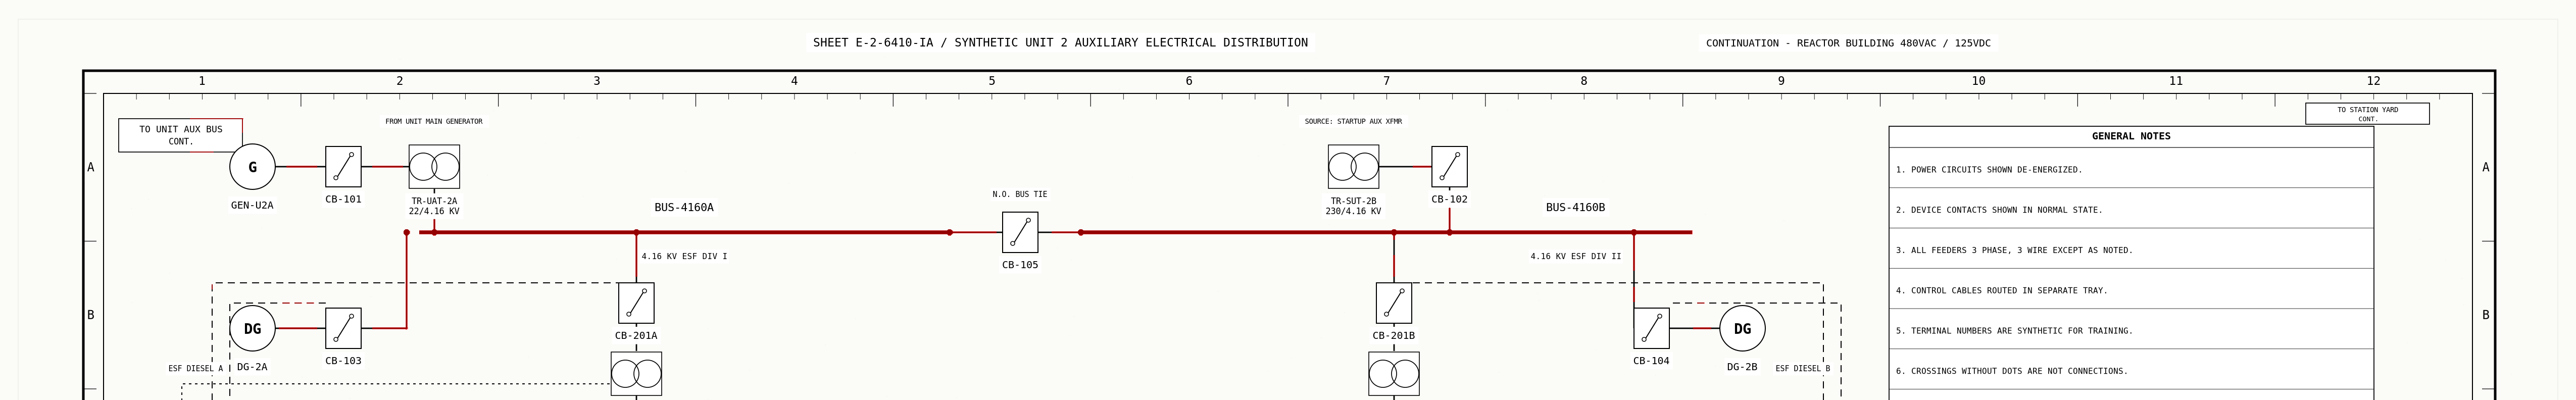 SHEET E-2-6410-IA / SYNTHETIC UNIT 2 AUXILIARY ELECTRICAL DISTRIBUTION
CONTINUATION - REACTOR BUILDING 480VAC / 125VDC
1 2 3 4 5 6 7 8 9 10 11 12
TO UNIT AUX BUS
CONT.
FROM UNIT MAIN GENERATOR
SOURCE: STARTUP AUX XFMR
TO STATION YARD
CONT.
A
G
GEN-U2A
CB-101
TR-UAT-2A
22/4.16 KV
BUS-4160A
N.O. BUS TIE
CB-105
TR-SUT-2B
230/4.16 KV
CB-102
BUS-4160B
A
4.16 KV ESF DIV I
4.16 KV ESF DIV II
B
DG
DG-2A
ESF DIESEL A
CB-103
CB-201A
CB-201B
CB-104
DG
DG-2B
ESF DIESEL B
B
GENERAL NOTES
1. POWER CIRCUITS SHOWN DE-ENERGIZED.
2. DEVICE CONTACTS SHOWN IN NORMAL STATE.
3. ALL FEEDERS 3 PHASE, 3 WIRE EXCEPT AS NOTED.
4. CONTROL CABLES ROUTED IN SEPARATE TRAY.
5. TERMINAL NUMBERS ARE SYNTHETIC FOR TRAINING.
6. CROSSINGS WITHOUT DOTS ARE NOT CONNECTIONS.